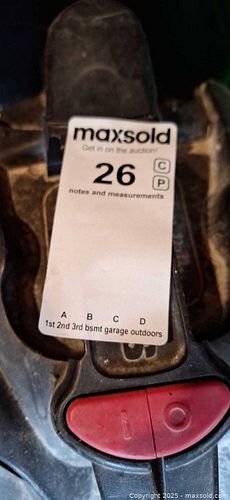 maxsold
Get in on the auction!
26
C
P
notes and measurements
A B C D
1st 2nd 3rd bsmt garage outdoors
I O
Copyright 2025 - maxsold.com